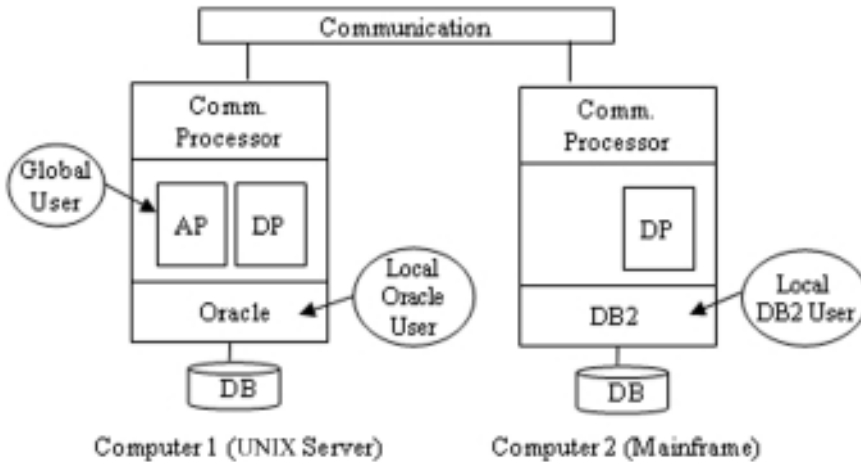 Communication
Comm.
Processor
Comm.
Processor
Global
User
AP
DP
DP
Local
Oracle
User
Oracle
Local
DB2 User
DB2
DB
DB
Computer 1 (UNIX Server)
Computer 2 (Mainframe)